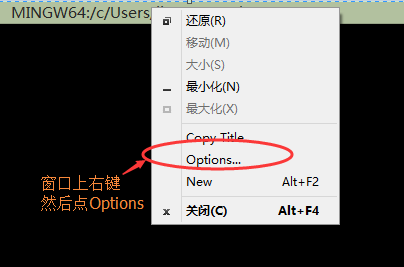 MINGW64:/c/Users/
还原(R)
移动(M)
大小(S)
最小化(N)
最大化(X)
Copy Title
Options...
New Alt+F2
关闭(C) Alt+F4
窗口上右键
然后点Options